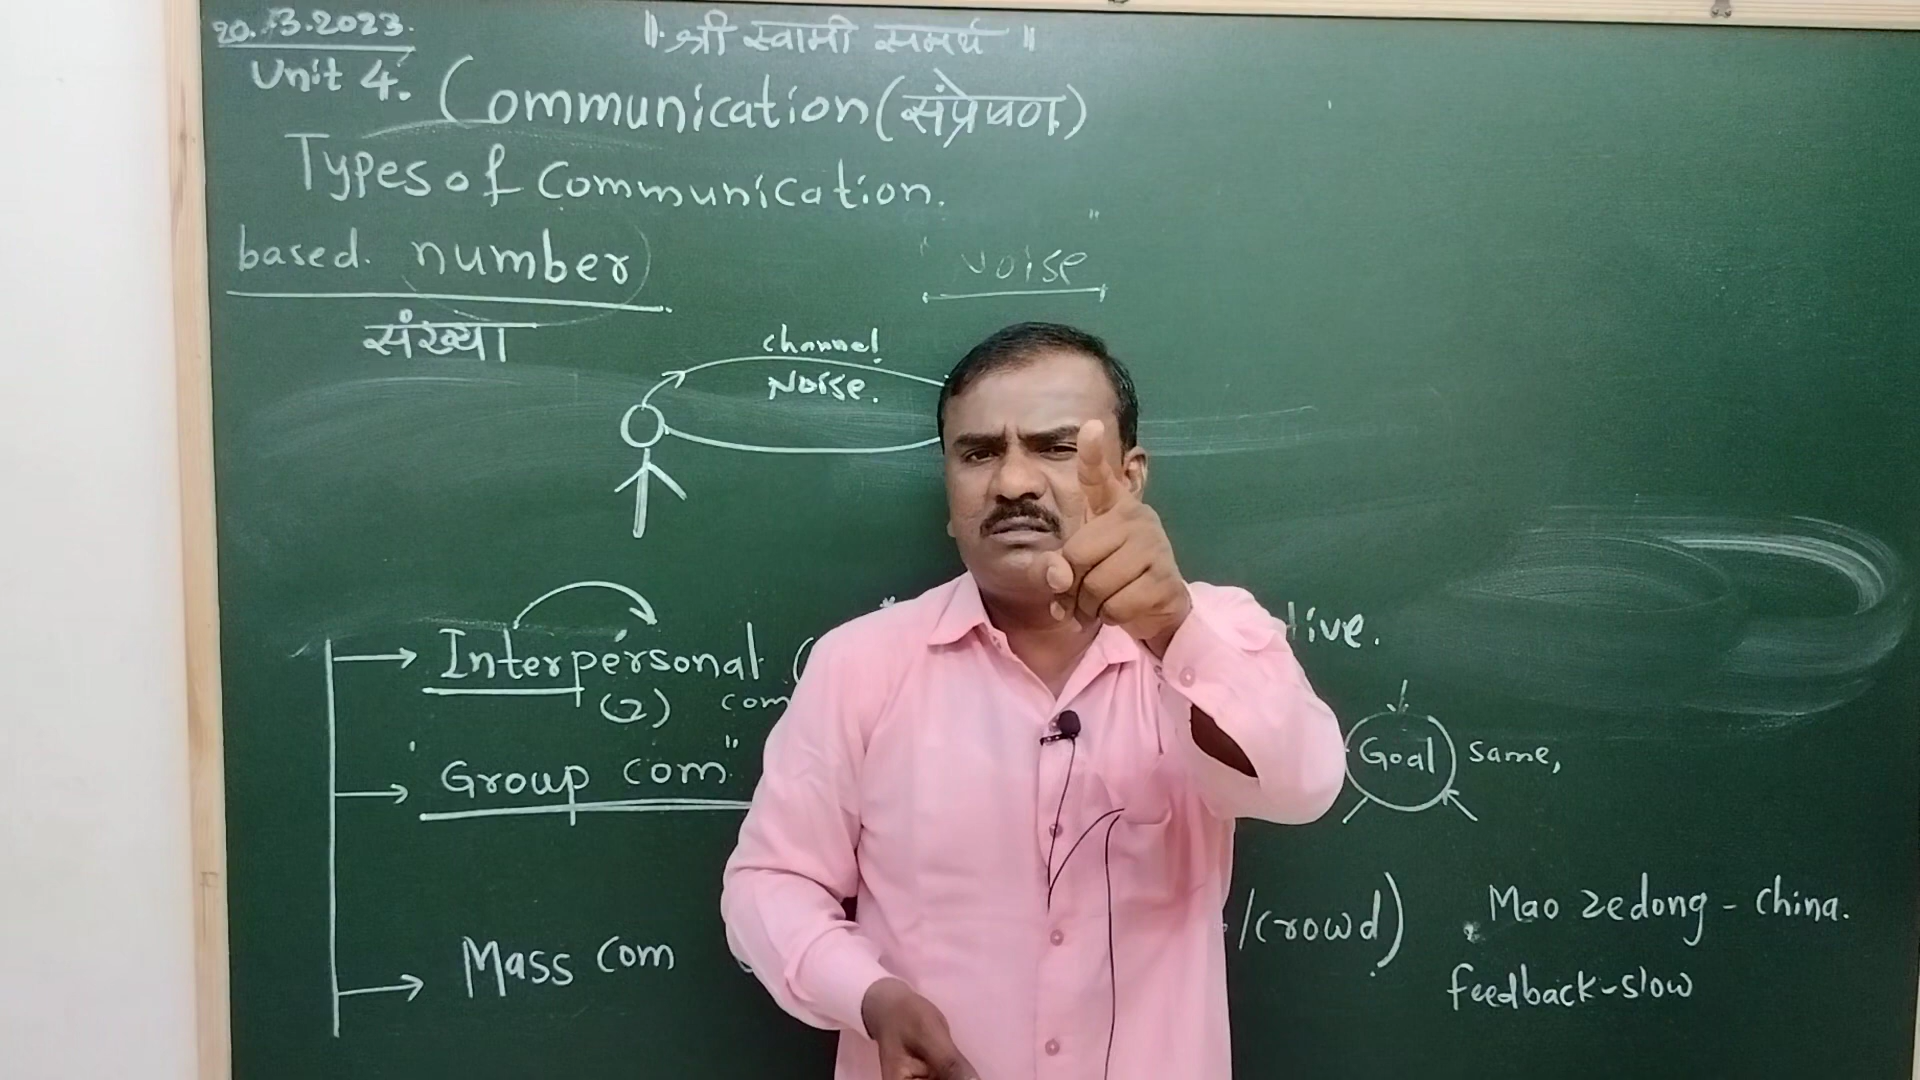 20.3.2023.
॥ श्री स्वामी समर्थ ॥
Unit 4.
Communication (संप्रेषण)
Types of Communication.
based. number
"Noise"
संख्या
channel
Noise.
Interpersonal (
(2) com
Group com"
Goal same,
/crowd)
Mao zedong - China.
Mass com
feedback-slow